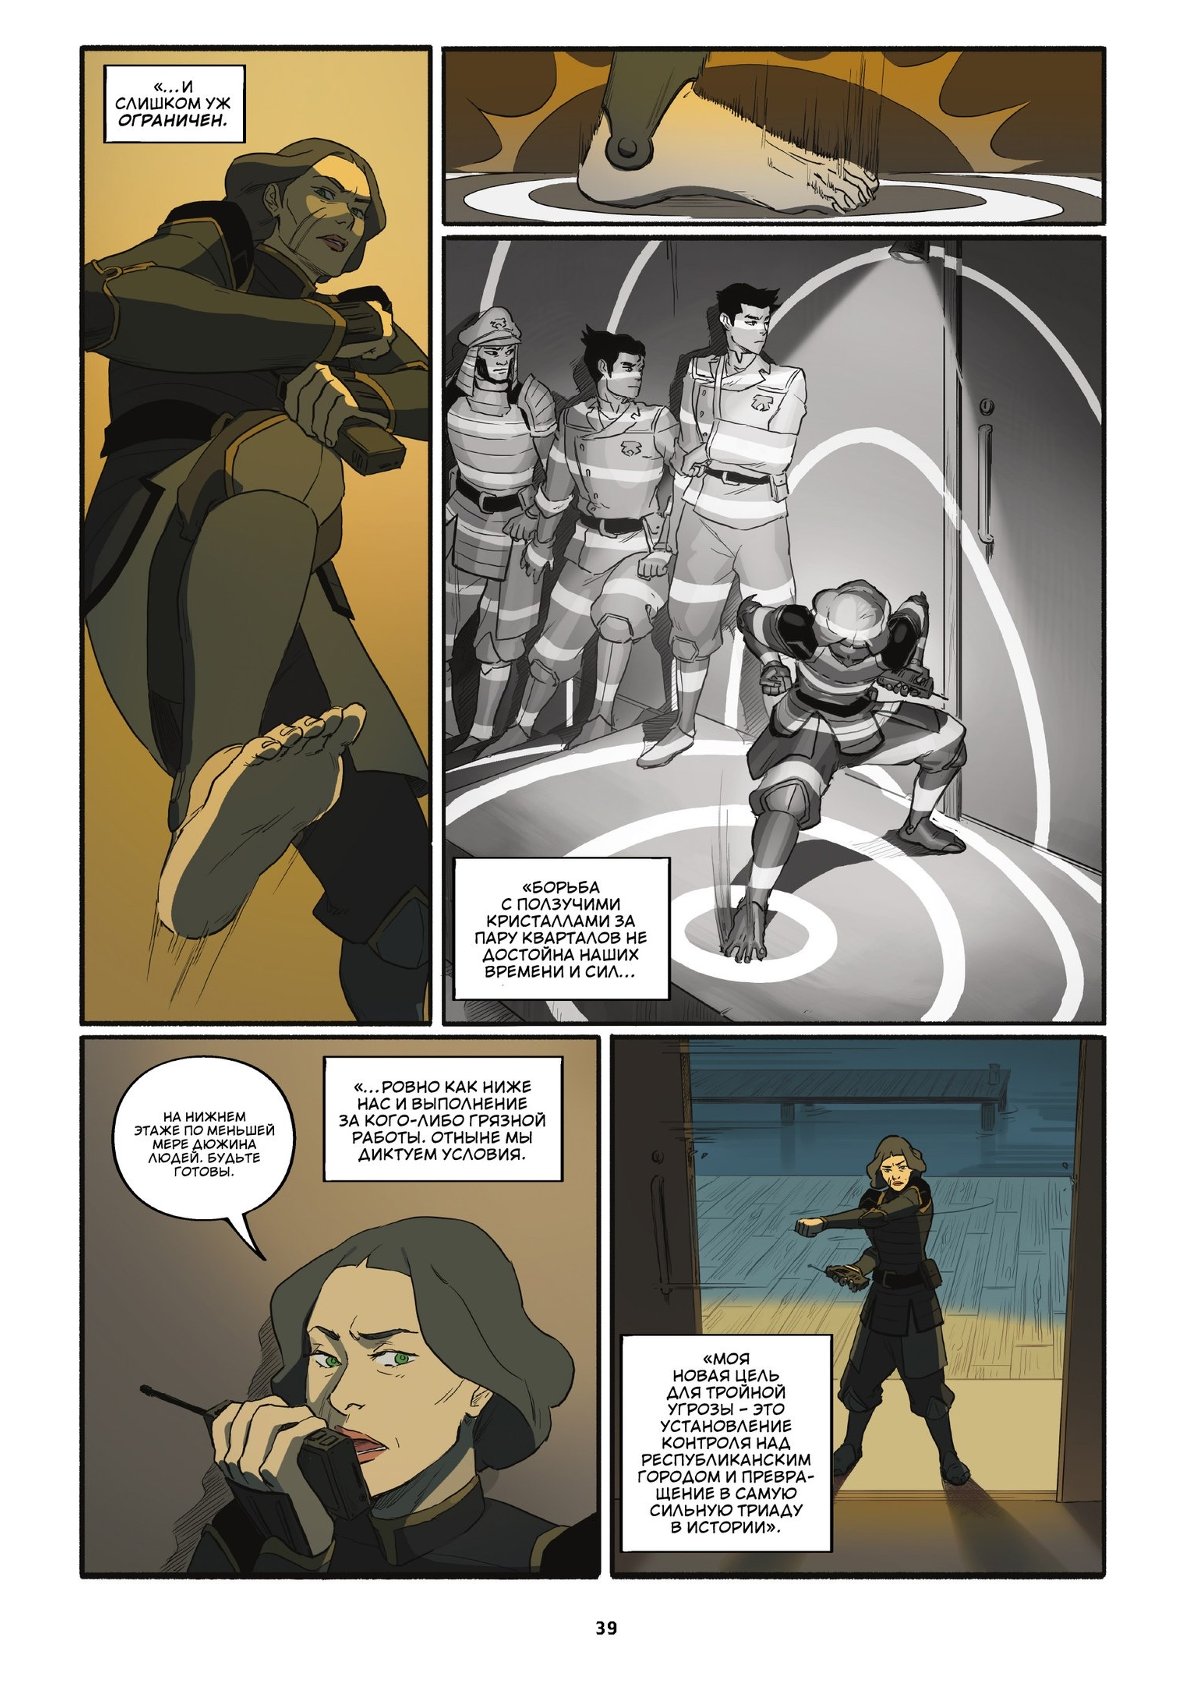 «...И
СЛИШКОМ УЖ
ОГРАНИЧЕН.
«БОРЬБА
С ПОЛЗУЧИМИ
КРИСТАЛЛАМИ ЗА
ПАРУ КВАРТАЛОВ НЕ
ДОСТОЙНА НАШИХ
ВРЕМЕНИ И СИЛ...
НА НИЖНЕМ
ЭТАЖЕ ПО МЕНЬШЕЙ
МЕРЕ ДЮЖИНА
ЛЮДЕЙ. БУДЬТЕ
ГОТОВЫ.
«...РОВНО КАК НИЖЕ
НАС И ВЫПОЛНЕНИЕ
ЗА КОГО-ЛИБО ГРЯЗНОЙ
РАБОТЫ. ОТНЫНЕ МЫ
ДИКТУЕМ УСЛОВИЯ.
«МОЯ
НОВАЯ ЦЕЛЬ
ДЛЯ ТРОЙНОЙ
УГРОЗЫ – ЭТО
УСТАНОВЛЕНИЕ
КОНТРОЛЯ НАД
РЕСПУБЛИКАНСКИМ
ГОРОДОМ И ПРЕВРА-
ЩЕНИЕ В САМУЮ
СИЛЬНУЮ ТРИАДУ
В ИСТОРИИ».
39